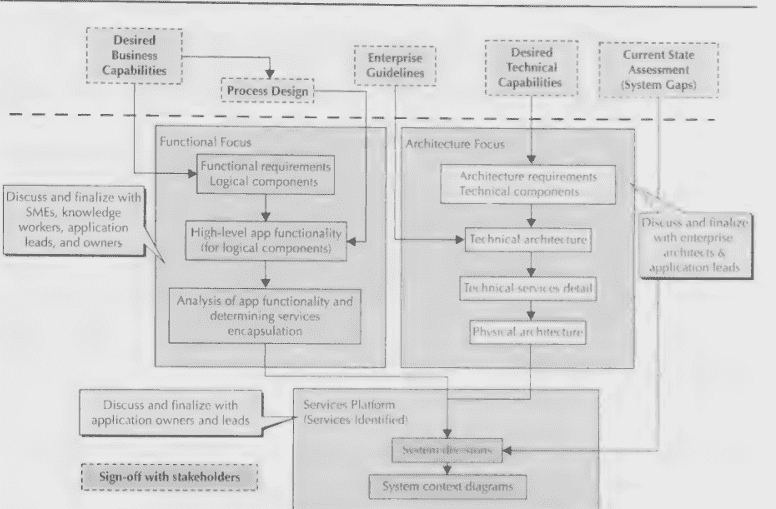 Desired
Business
Capabilities
Process Design
Enterprise
Guidelines
Desired
Technical
Capabilities
Current State
Assessment
(System Gaps)
Functional Focus
Functional requirements
Logical components
High-level app functionality
(for logical components)
Analysis of app functionality and
determining services
encapsulation
Discuss and finalize with
SMEs, knowledge
workers, application
leads, and owners
Architecture Focus
Architecture requirements
Technical components
Technical architecture
Technical services detail
Physical architecture
Discuss and finalize
with enterprise
architects &
application leads
Discuss and finalize with
application owners and leads
Services Platform
(Services Identified)
System decisions
System context diagrams
Sign-off with stakeholders